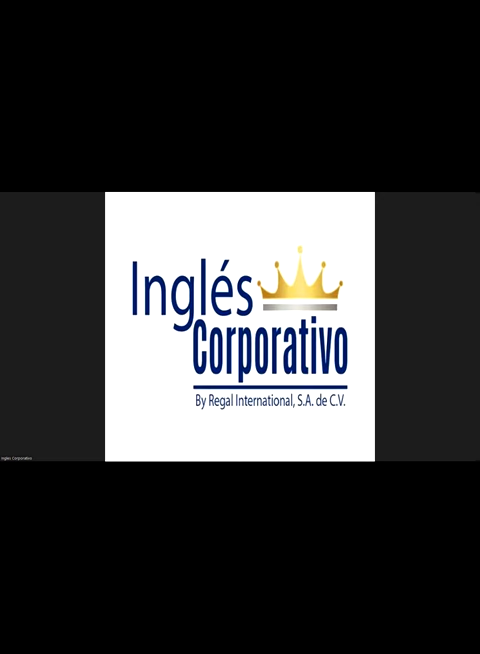 Inglés
Corporativo
By Regal International, S.A. de C.V.
Inglés Corporativo